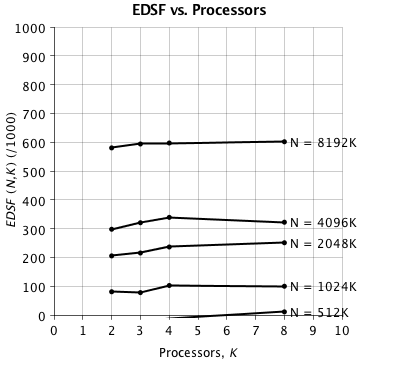 EDSF vs. Processors
1000
900
800
700
600
500
400
300
200
100
0
EDSF (N,K) (/1000)
N = 8192K
N = 4096K
N = 2048K
N = 1024K
N = 512K
0 1 2 3 4 5 6 7 8 9 10
Processors, K